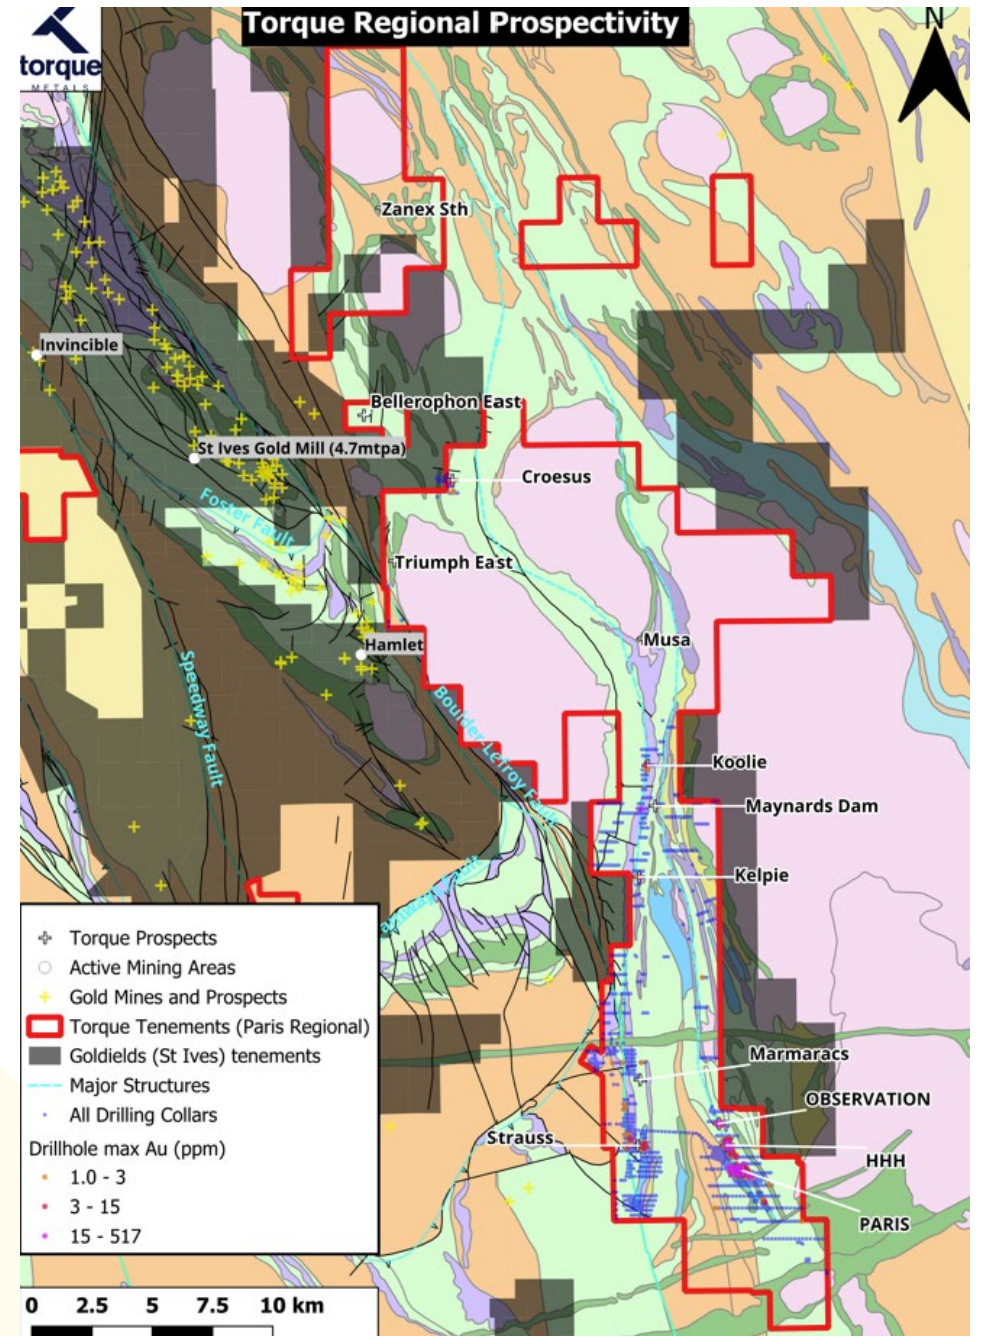 Torque Regional Prospectivity
N
torque
METALS
Zanex Sth
Invincible
Bellerophon East
St Ives Gold Mill (4.7mtpa)
Croesus
Foster Fault
Triumph East
Musa
Hamlet
Speedway Fault
Boulder-Lefroy Fault
Koolie
Maynards Dam
Kelpie
Fault
Torque Prospects
Active Mining Areas
Gold Mines and Prospects
Torque Tenements (Paris Regional)
Goldields (St Ives) tenements
Major Structures
All Drilling Collars
Drillhole max Au (ppm)
1.0 - 3
3 - 15
15 - 517
Marmaracs
OBSERVATION
Strauss
HHH
PARIS
0 2.5 5 7.5 10 km